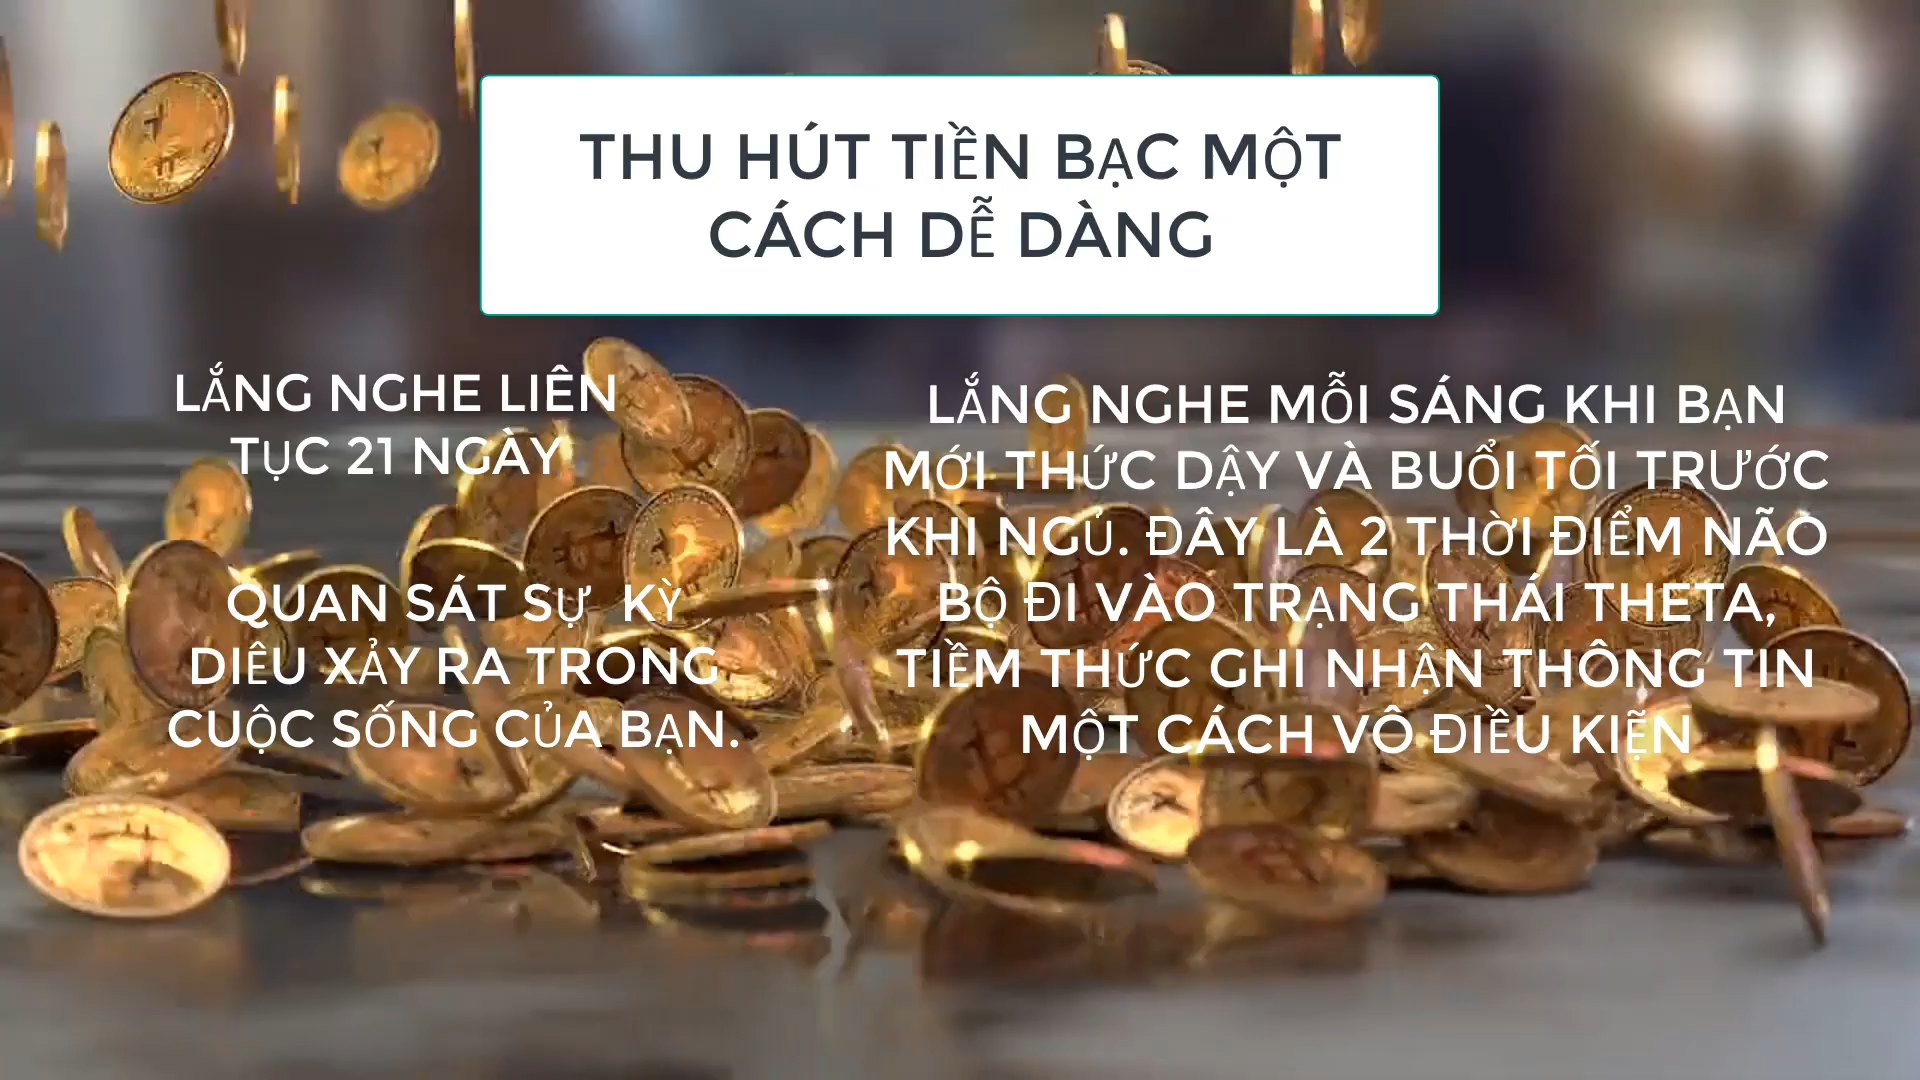 THU HÚT TIỀN BẠC MỘT
CÁCH DỄ DÀNG
LẮNG NGHE LIÊN
TỤC 21 NGÀY
QUAN SÁT SỰ KỲ
DIỆU XẢY RA TRONG
CUỘC SỐNG CỦA BẠN.
LẮNG NGHE MỖI SÁNG KHI BẠN
MỚI THỨC DẬY VÀ BUỔI TỐI TRƯỚC
KHI NGỦ. ĐÂY LÀ 2 THỜI ĐIỂM NÃO
BỘ ĐI VÀO TRẠNG THÁI THETA,
TIỀM THỨC GHI NHẬN THÔNG TIN
MỘT CÁCH VÔ ĐIỀU KIẸ̃N